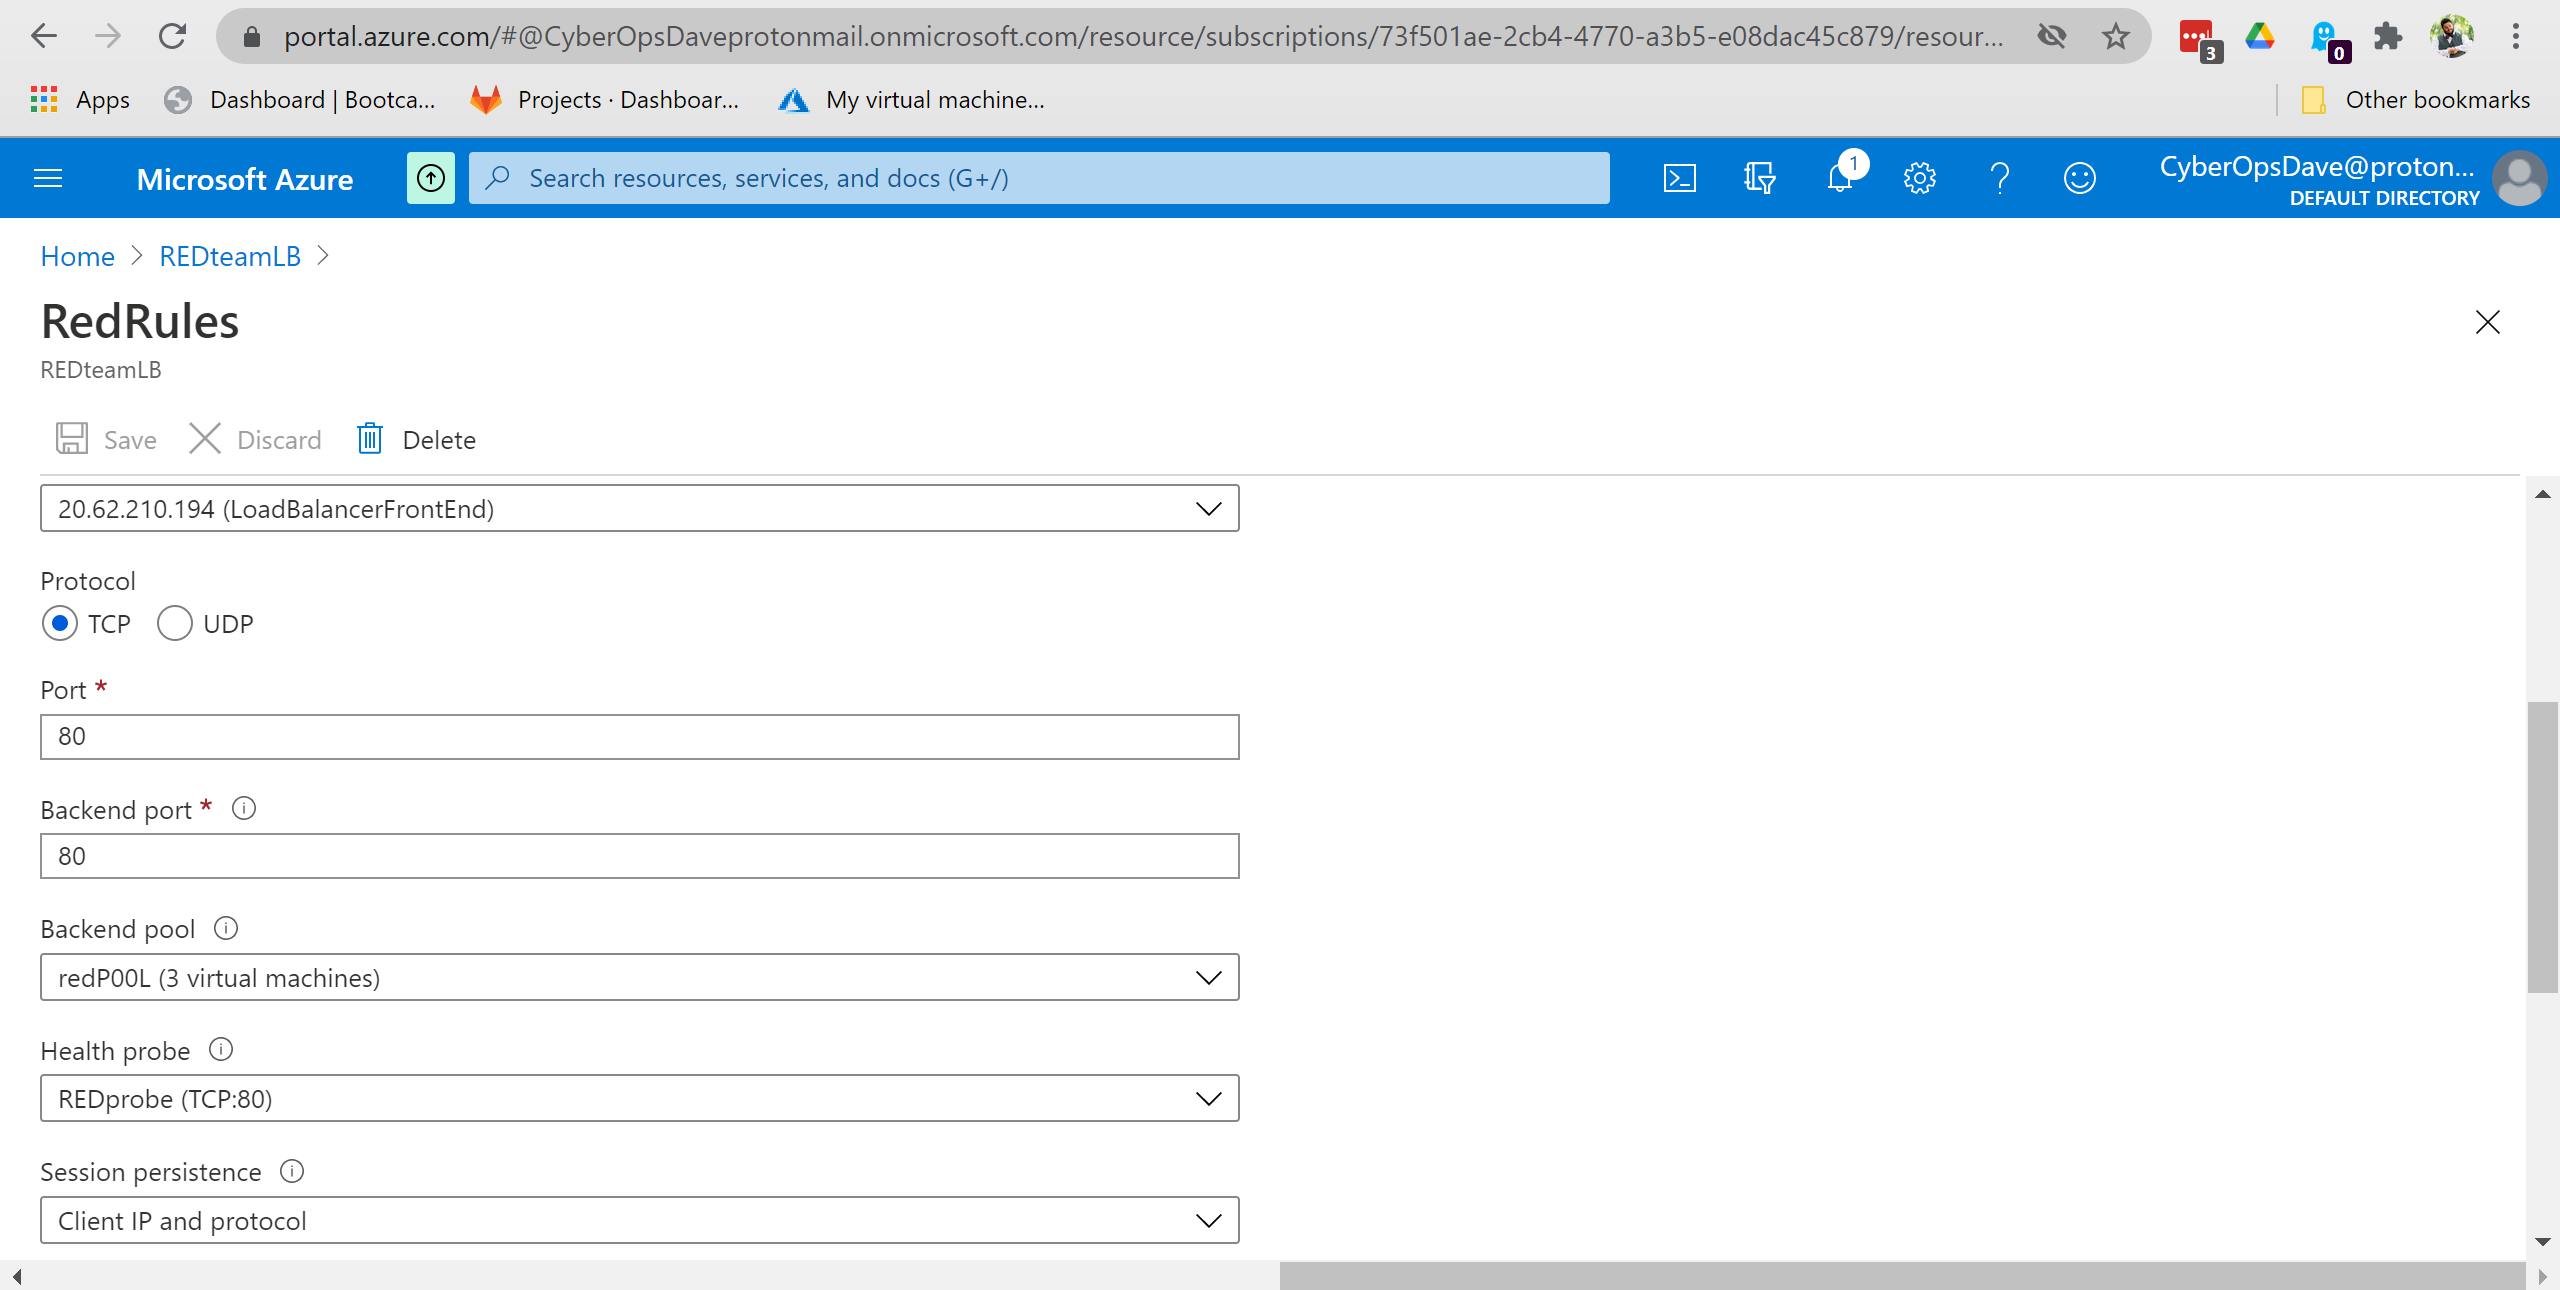 portal.azure.com/#@CyberOpsDaveprotonmail.onmicrosoft.com/resource/subscriptions/73f501ae-2cb4-4770-a3b5-e08dac45c879/resour...
3
0
Apps
Dashboard | Bootca...
Projects · Dashboar...
My virtual machine...
Other bookmarks
Microsoft Azure
Search resources, services, and docs (G+/)
1
CyberOpsDave@proton...
DEFAULT DIRECTORY
Home > REDteamLB >
RedRules
REDteamLB
Save
Discard
Delete
20.62.210.194 (LoadBalancerFrontEnd)
Protocol
TCP
UDP
Port *
80
Backend port *
80
Backend pool
redP00L (3 virtual machines)
Health probe
REDprobe (TCP:80)
Session persistence
Client IP and protocol